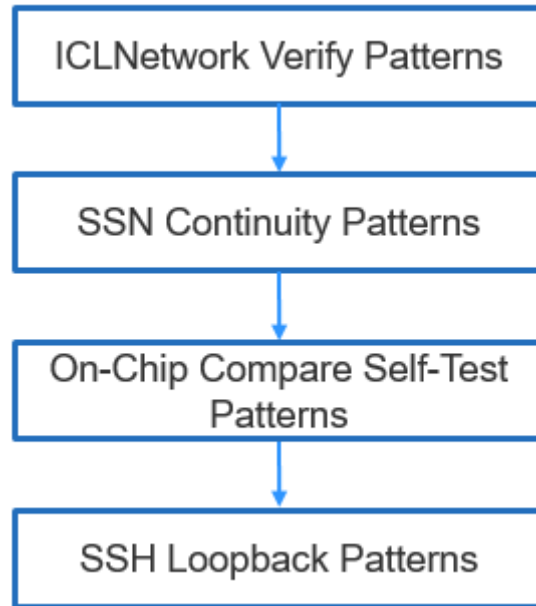 ICLNetwork Verify Patterns
SSN Continuity Patterns
On-Chip Compare Self-Test
Patterns
SSH Loopback Patterns